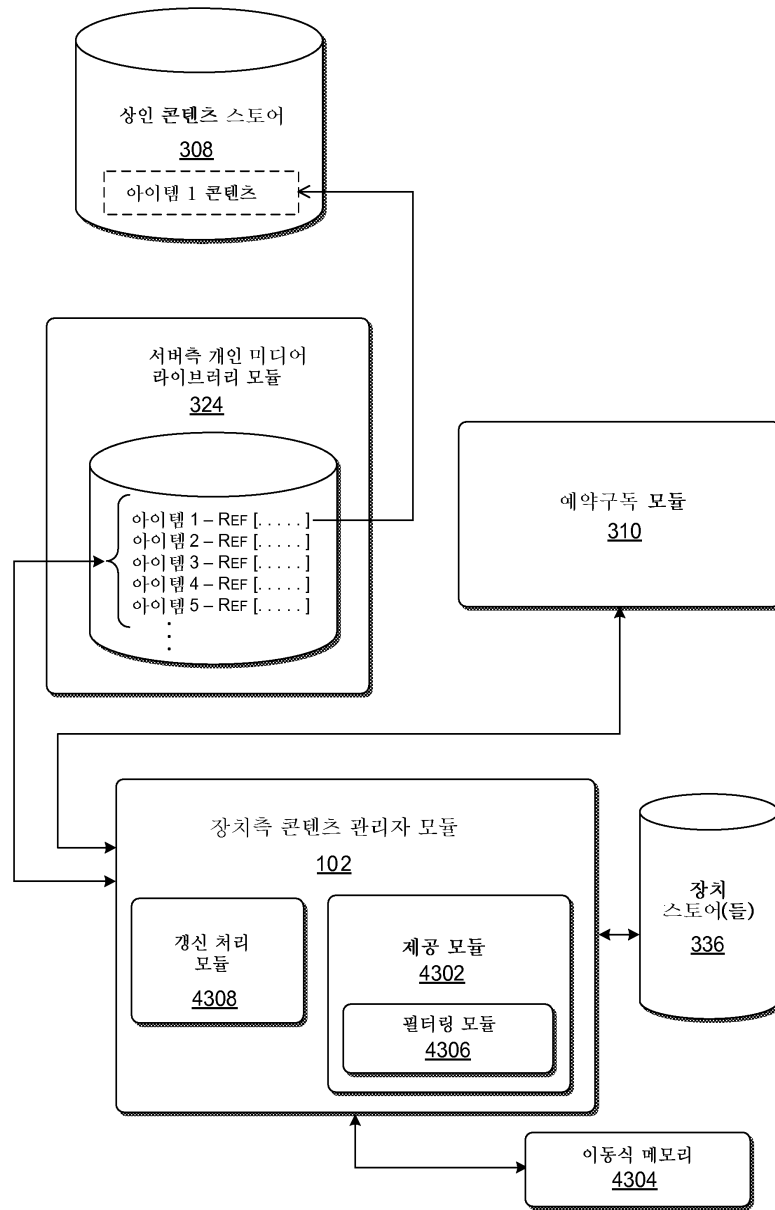 상인 콘텐츠 스토어
308
아이템 1 콘텐츠
서버측 개인 미디어
라이브러리 모듈
324
아이템 1 – REF [. . . . .]
아이템 2 – REF [. . . . .]
아이템 3 – REF [. . . . .]
아이템 4 – REF [. . . . .]
아이템 5 – REF [. . . . .]
예약구독 모듈
310
장치측 콘텐츠 관리자 모듈
102
갱신 처리
모듈
4308
제공 모듈
4302
필터링 모듈
4306
장치
스토어(들)
336
이동식 메모리
4304